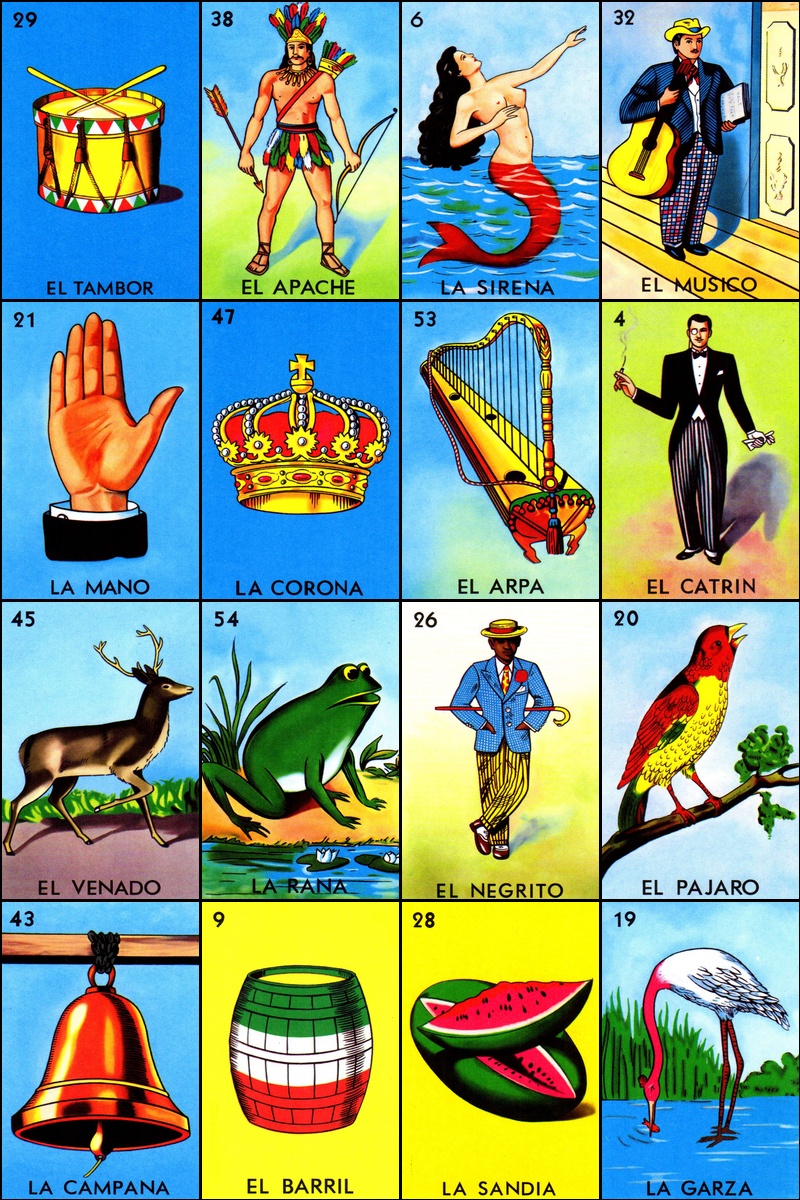 29
EL TAMBOR
38
EL APACHE
6
LA SIRENA
32
EL MUSICO
21
LA MANO
47
LA CORONA
53
EL ARPA
4
EL CATRIN
45
EL VENADO
54
LA RANA
26
EL NEGRITO
20
EL PAJARO
43
LA CAMPANA
9
EL BARRIL
28
LA SANDIA
19
LA GARZA